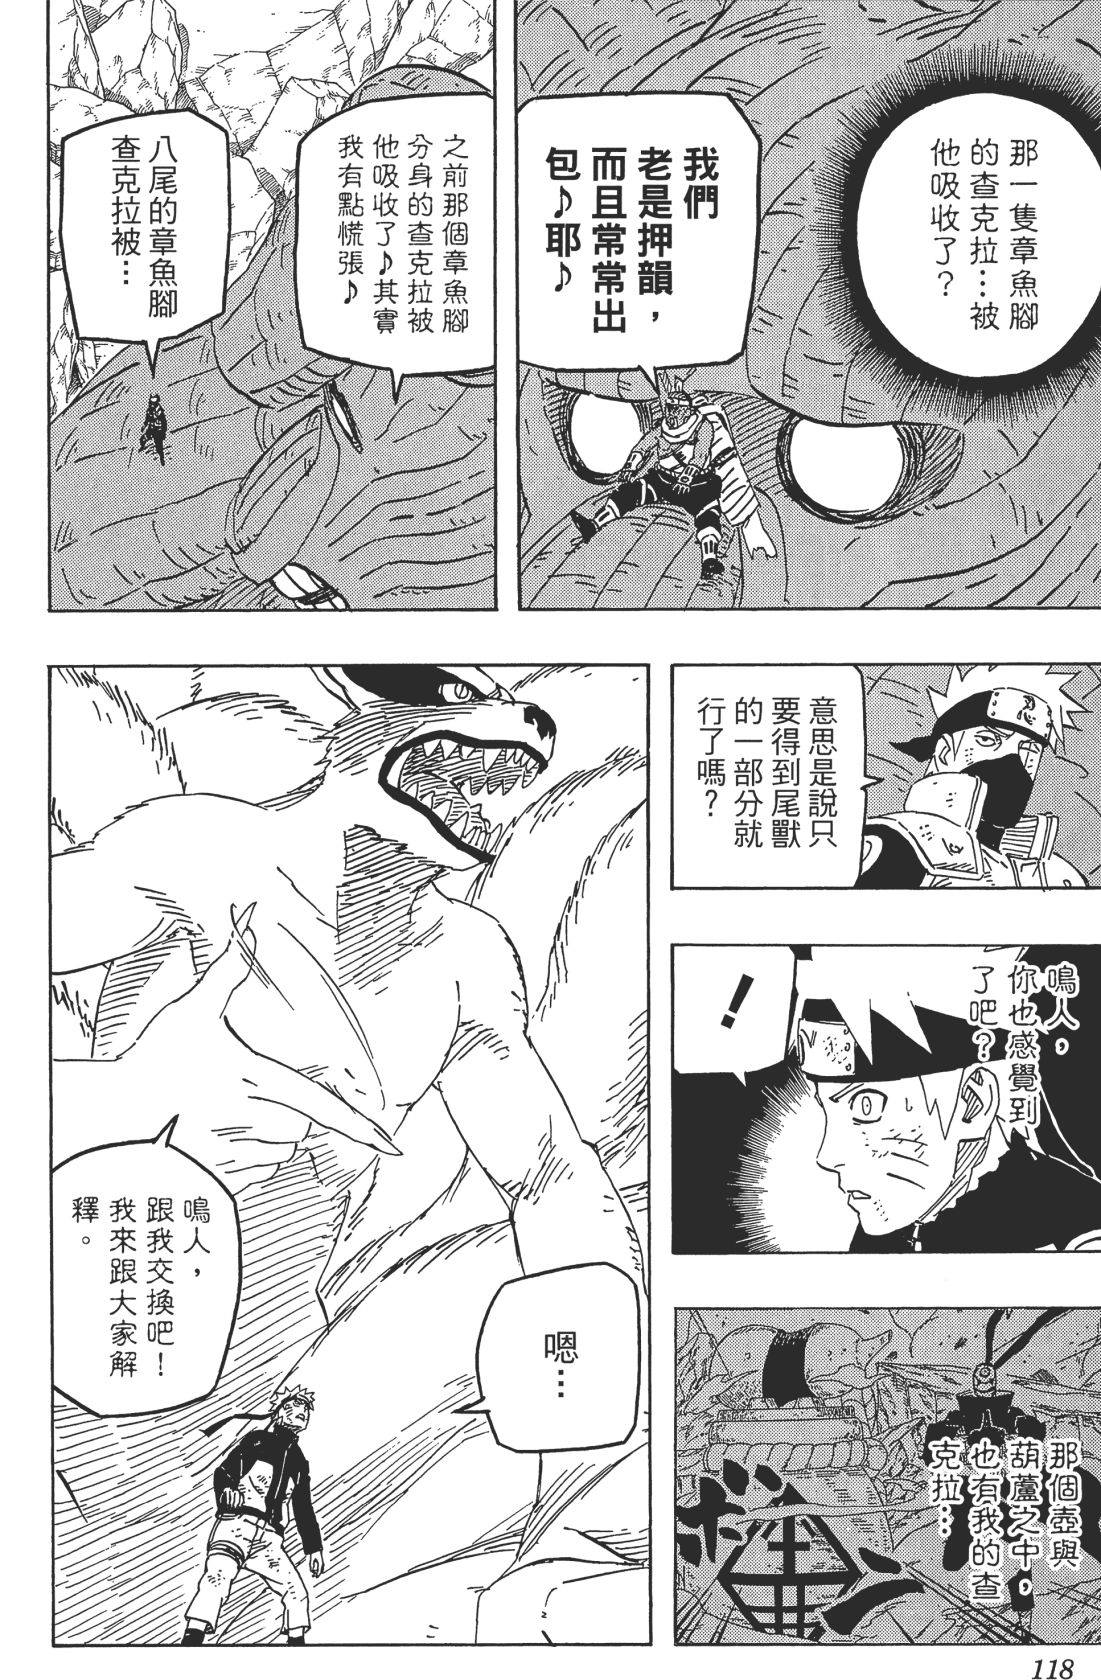 那一隻章魚腳
的查克拉…被
他吸收了？
我們
老是押韻，
而且常常出
包♪耶♪
之前那個章魚腳
分身的查克拉被
他吸收了♪其實
我有點慌張♪
八尾的章魚腳
查克拉被…
意思是說只
要得到尾獸
的一部分就
行了嗎？
鳴人，
你也感覺到
了吧？
！
那個壺與
葫蘆之中，
也有我的查
克拉…
ボン
嗯…
鳴人，
跟我交換吧！
我來跟大家解
釋。
118